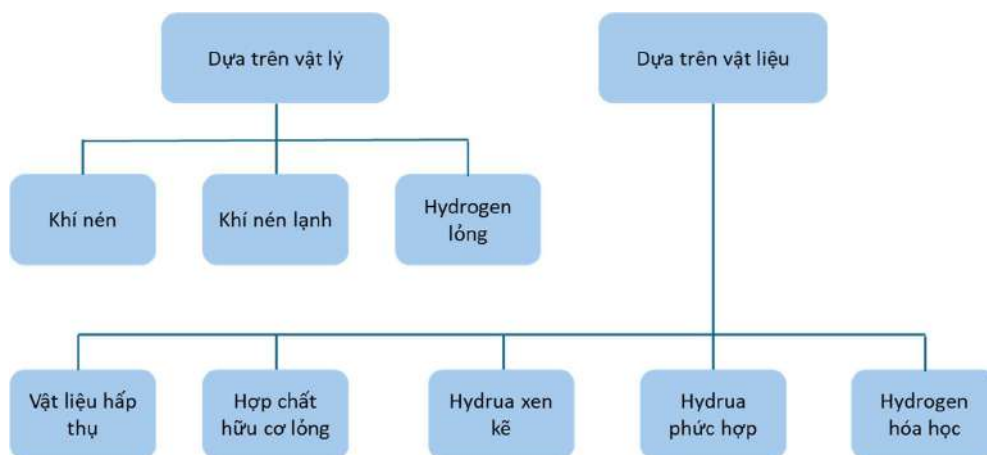 Dựa trên vật lý
Dựa trên vật liệu
Khí nén
Khí nén lạnh
Hydrogen
lỏng
Vật liệu hấp
thụ
Hợp chất
hữu cơ lỏng
Hydrua xen
kẽ
Hydrua
phức hợp
Hydrogen
hóa học